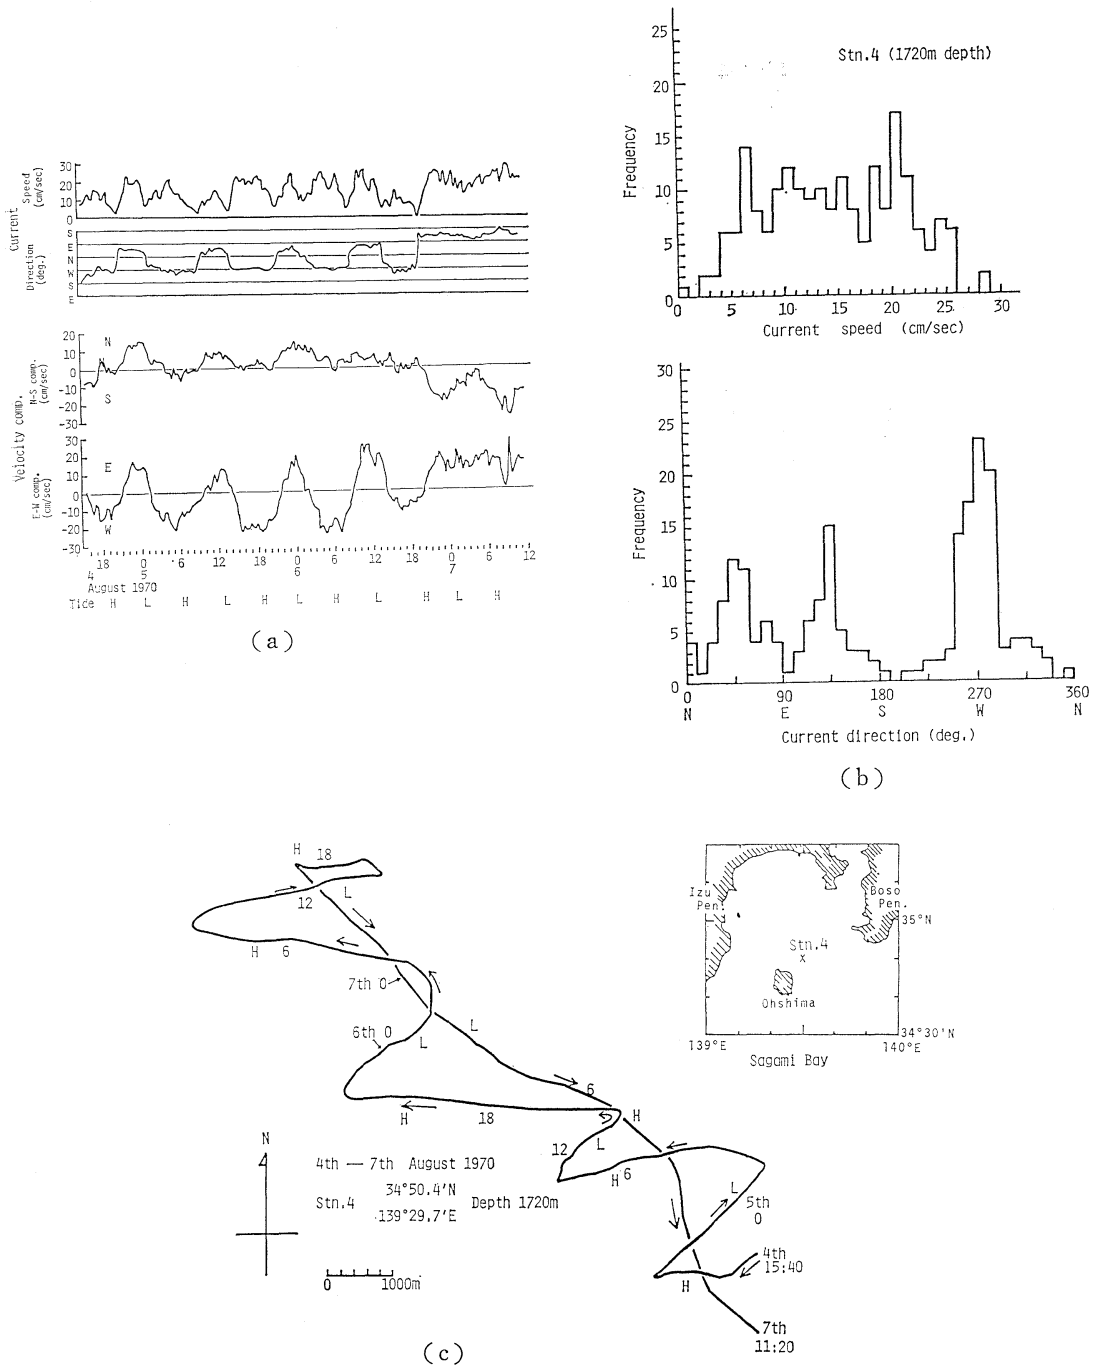 30
20
10
0
Current
Speed
(cm/sec)
S
E
N
W
S
E
Direction
(deg.)
20
10
0
-10
-20
-30
N
S
N-S comp.
(cm/sec)
Velocity comp.
30
20
10
0
-10
-20
-30
E
W
E-W comp.
(cm/sec)
18 0 6 12 18 0 6 12 18 0 6 12
4 5 6 7
August 1970
Tide H L H L H L H L H L H
(a)
25
20
15
10
5
0
Frequency
Stn.4 (1720m depth)
0 5 10 15 20 25 30
Current speed (cm/sec)
30
25
20
15
10
5
0
Frequency
0 90 180 270 360
N E S W N
Current direction (deg.)
(b)
H 18
12 L
H 6
7th 0
6th 0
L
L
6
H 18
H
12 L
H 6
L 5th
0
4th
15:40
H
7th
11:20
N
4th — 7th August 1970
Stn.4 34°50.4'N Depth 1720m
139°29.7'E
0 1000m
Izu
Pen.
Boso
Pen.
35°N
Stn.4
x
Ohshima
34°30'N
139°E 140°E
Sagami Bay
(c)